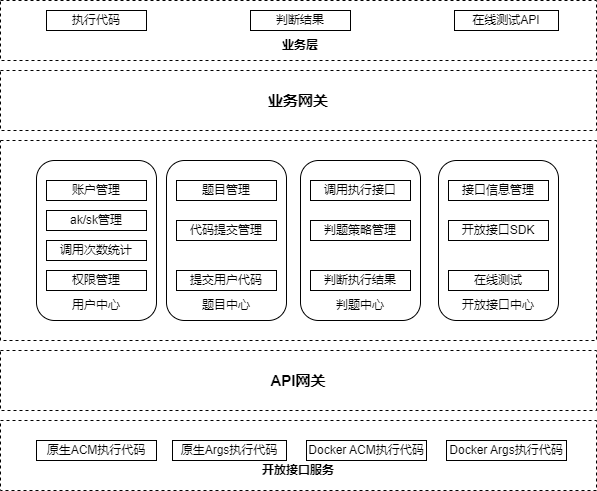 执行代码
判断结果
在线测试API
业务层
业务网关
账户管理
ak/sk管理
调用次数统计
权限管理
用户中心
题目管理
代码提交管理
提交用户代码
题目中心
调用执行接口
判题策略管理
判断执行结果
判题中心
接口信息管理
开放接口SDK
在线测试
开放接口中心
API网关
原生ACM执行代码
原生Args执行代码
Docker ACM执行代码
Docker Args执行代码
开放接口服务